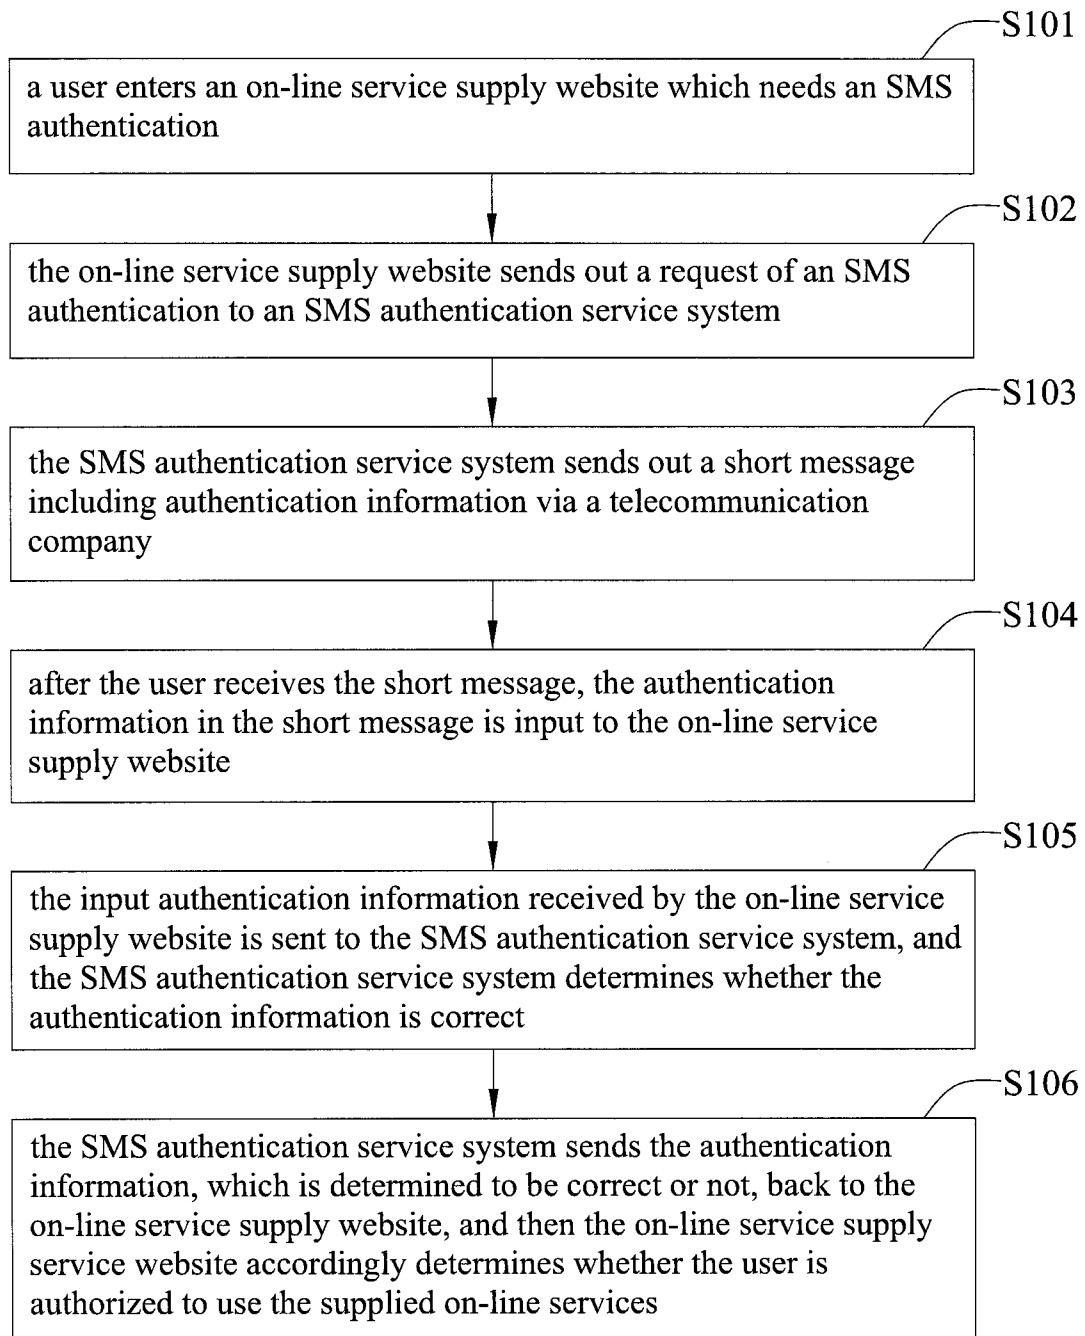 S101
a user enters an on-line service supply website which needs an SMS
authentication
S102
the on-line service supply website sends out a request of an SMS
authentication to an SMS authentication service system
S103
the SMS authentication service system sends out a short message
including authentication information via a telecommunication
company
S104
after the user receives the short message, the authentication
information in the short message is input to the on-line service
supply website
S105
the input authentication information received by the on-line service
supply website is sent to the SMS authentication service system, and
the SMS authentication service system determines whether the
authentication information is correct
S106
the SMS authentication service system sends the authentication
information, which is determined to be correct or not, back to the
on-line service supply website, and then the on-line service supply
service website accordingly determines whether the user is
authorized to use the supplied on-line services